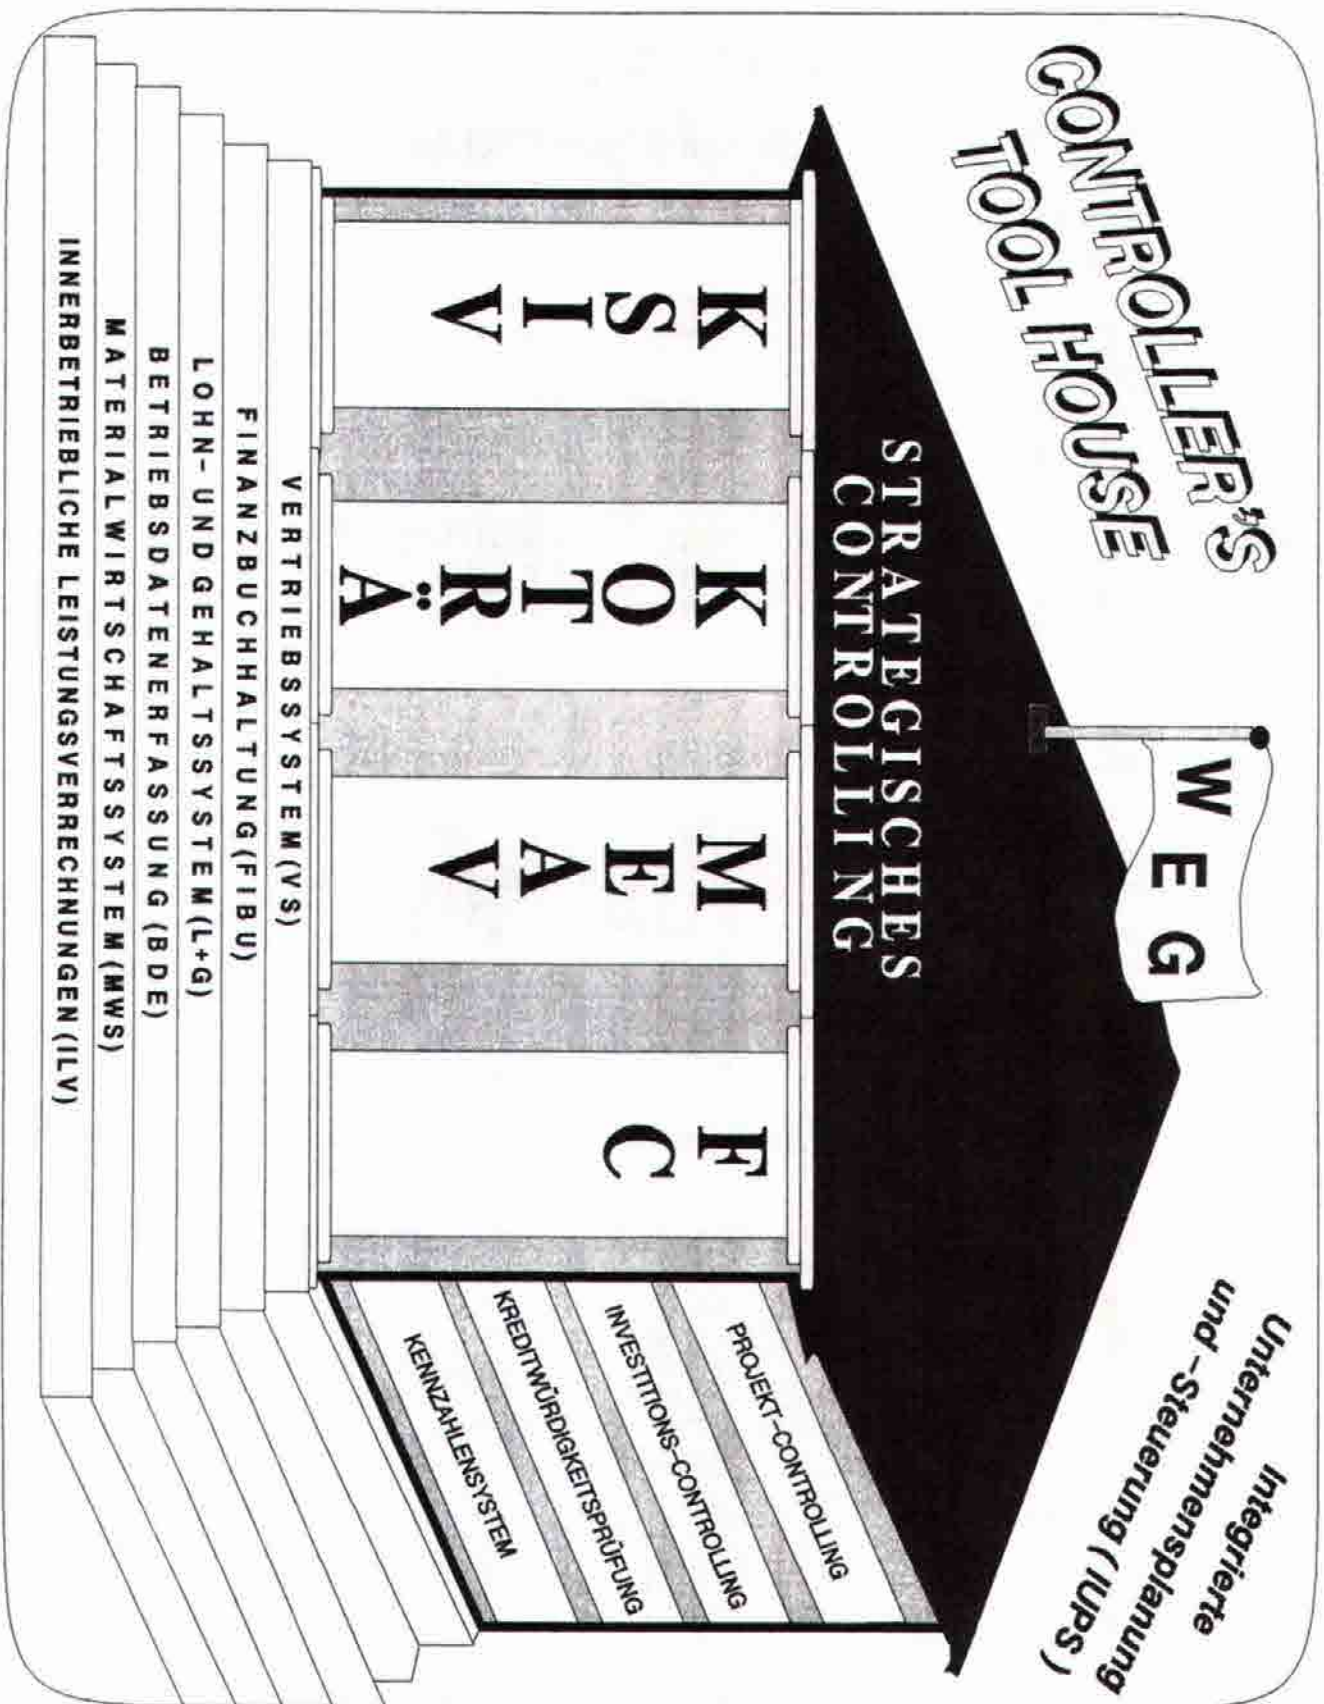 CONTROLLER'S
TOOL HOUSE
WEG
Integrierte
Unternehmensplanung
und -Steuerung (IUPS)
STRATEGISCHES
CONTROLLING
K
S
I
V
K
O
T
R
Ä
M
E
A
V
F
C
PROJEKT-CONTROLLING
INVESTITIONS-CONTROLLING
KREDITWÜRDIGKEITSPRÜFUNG
KENNZAHLENSYSTEM
VERTRIEBSSYSTEM (VS)
FINANZBUCHHALTUNG (FIBU)
LOHN- UND GEHALTSSYSTEM (L+G)
BETRIEBSDATENERFASSUNG (BDE)
MATERIALWIRTSCHAFTSSYSTEM (MWS)
INNERBETRIEBLICHE LEISTUNGSVERRECHNUNGEN (ILV)